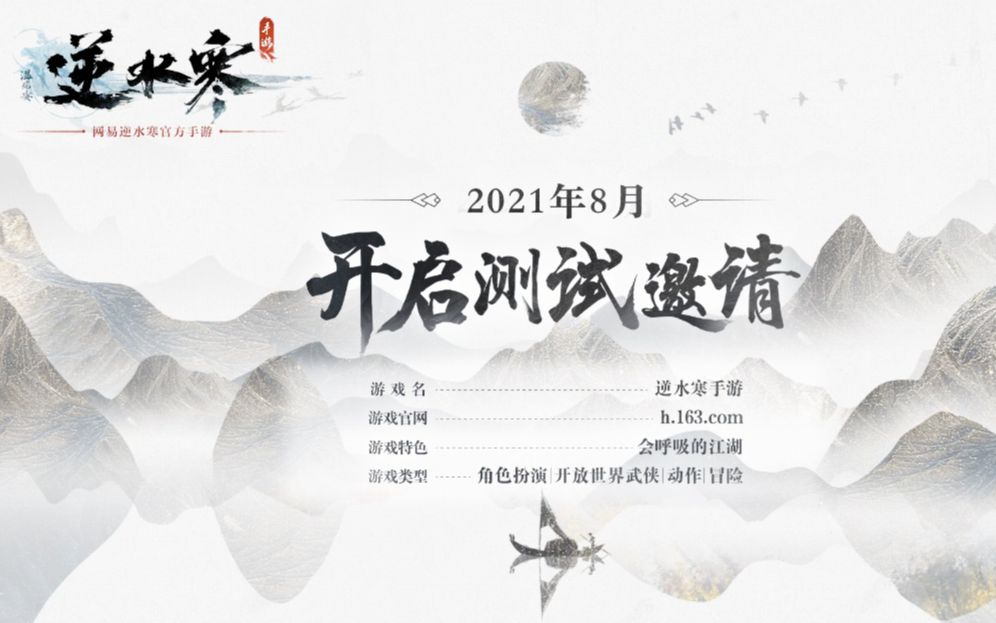 逆水寒
手游
温瑞安
网易逆水寒官方手游
2021年8月
开启测试邀请
游戏名 逆水寒手游
游戏官网 h.163.com
游戏特色 会呼吸的江湖
游戏类型 角色扮演|开放世界武侠|动作|冒险